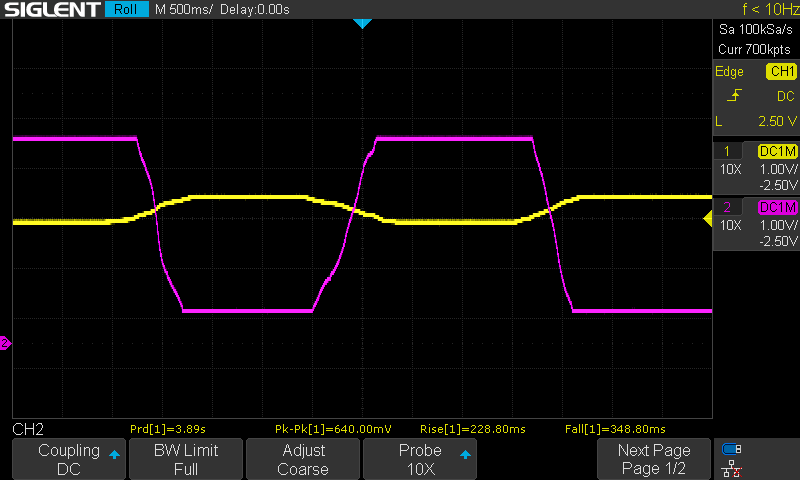 SIGLENT Roll M 500ms/ Delay:0.00s f < 10Hz
Sa 100kSa/s
Curr 700kpts
Edge CH1
DC
L 2.50 V
1 DC1M
10X 1.00V/
-2.50V
2 DC1M
10X 1.00V/
-2.50V
2
CH2 Prd[1]=3.89s Pk-Pk[1]=640.00mV Rise[1]=228.80ms Fall[1]=348.80ms
Coupling BW Limit Adjust Probe Next Page
DC Full Coarse 10X Page 1/2